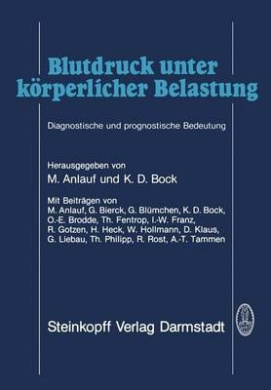 Blutdruck unter
körperlicher Belastung
Diagnostische und prognostische Bedeutung
Herausgegeben von
M. Anlauf und K. D. Bock
Mit Beiträgen von
M. Anlauf, G. Bierck, G. Blümchen, K. D. Bock,
O.-E. Brodde, Th. Fentrop, I.-W. Franz,
R. Gotzen, H. Heck, W. Hollmann, D. Klaus,
G. Liebau, Th. Philipp, R. Rost, A.-T. Tammen
Steinkopff Verlag Darmstadt